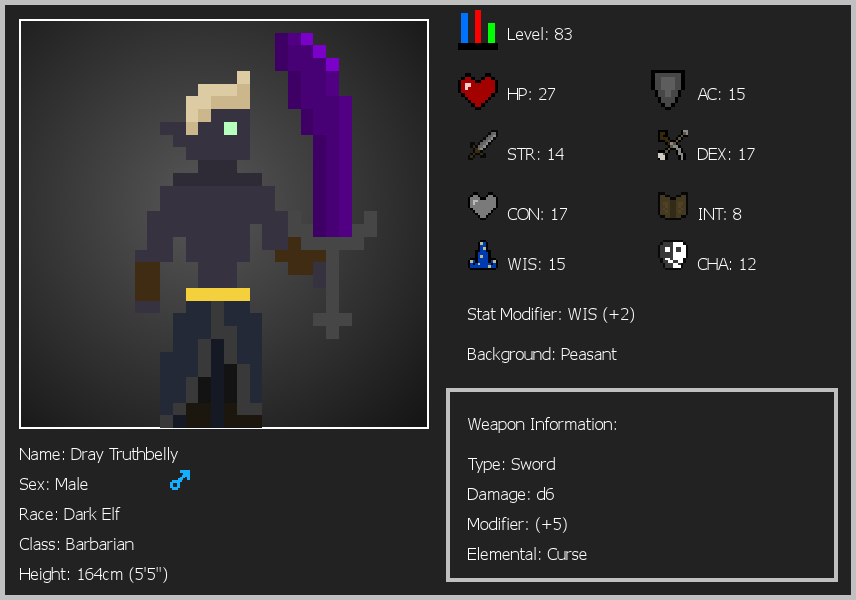 Level: 83
HP: 27
AC: 15
STR: 14
DEX: 17
CON: 17
INT: 8
WIS: 15
CHA: 12
Stat Modifier: WIS (+2)
Background: Peasant
Weapon Information:
Type: Sword
Damage: d6
Modifier: (+5)
Elemental: Curse
Name: Dray Truthbelly
Sex: Male
Race: Dark Elf
Class: Barbarian
Height: 164cm (5'5")